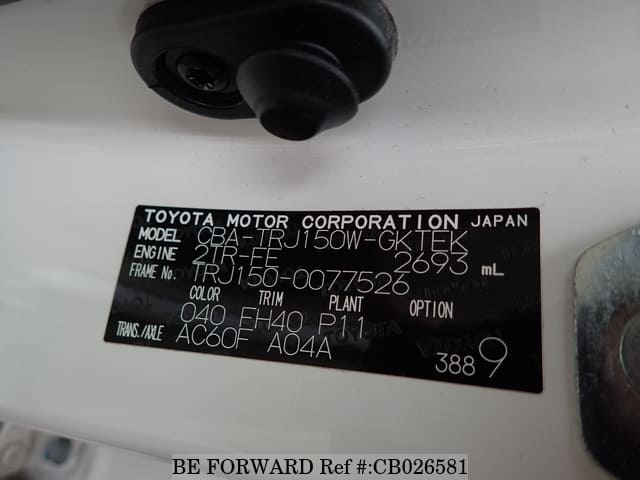 TOYOTA MOTOR CORPORATION JAPAN
MODEL CBA-TRJ150W-GKTEK
ENGINE 2TR-FE 2693 mL
FRAME No. TRJ150-0077526
COLOR TRIM PLANT OPTION
040 FH40 P11
TRANS./AXLE AC60F A04A
388 9
BE FORWARD Ref #:CB026581